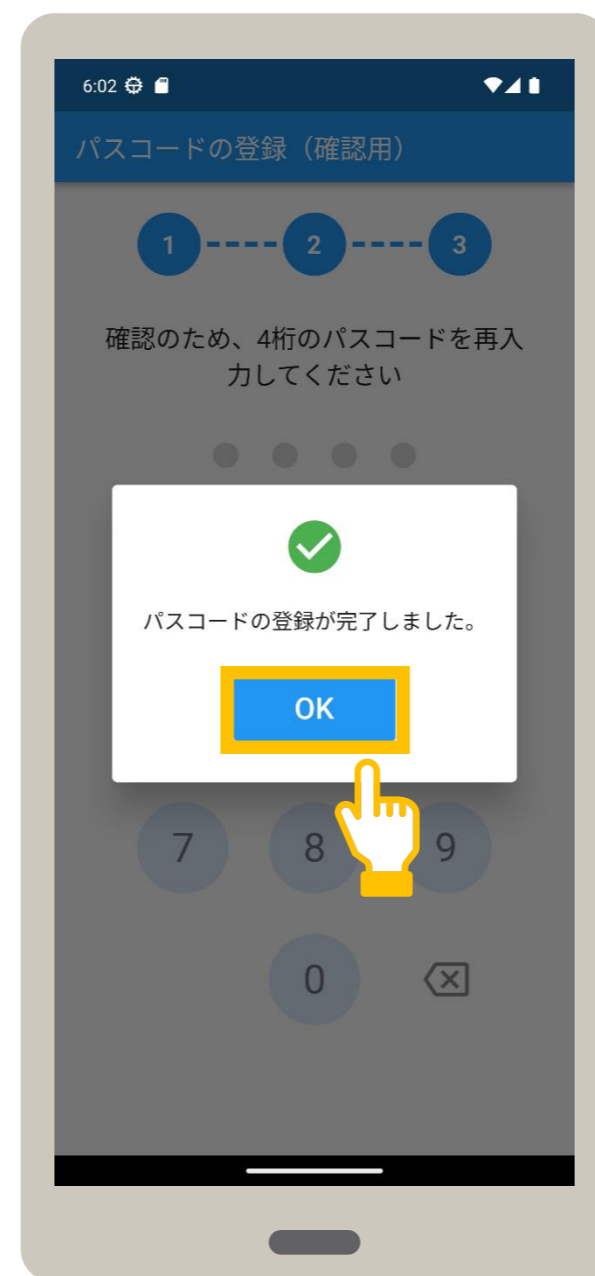 6:02
パスコードの登録（確認用）
1 2 3
確認のため、4桁のパスコードを再入
力してください
パスコードの登録が完了しました。
OK
7 8 9
0